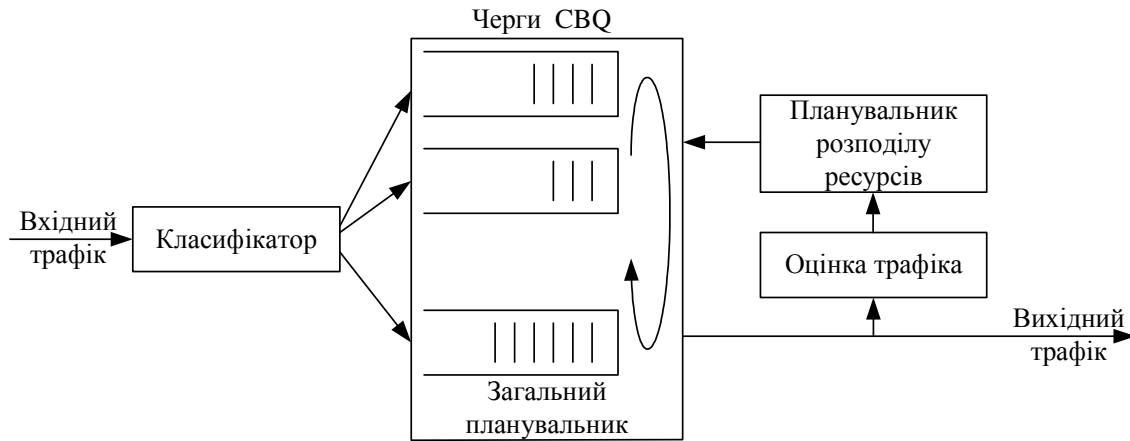 Черги CBQ
Планувальник
розподілу
ресурсів
Вхідний
трафік
Класифікатор
Оцінка трафіка
Вихідний
трафік
Загальний
планувальник